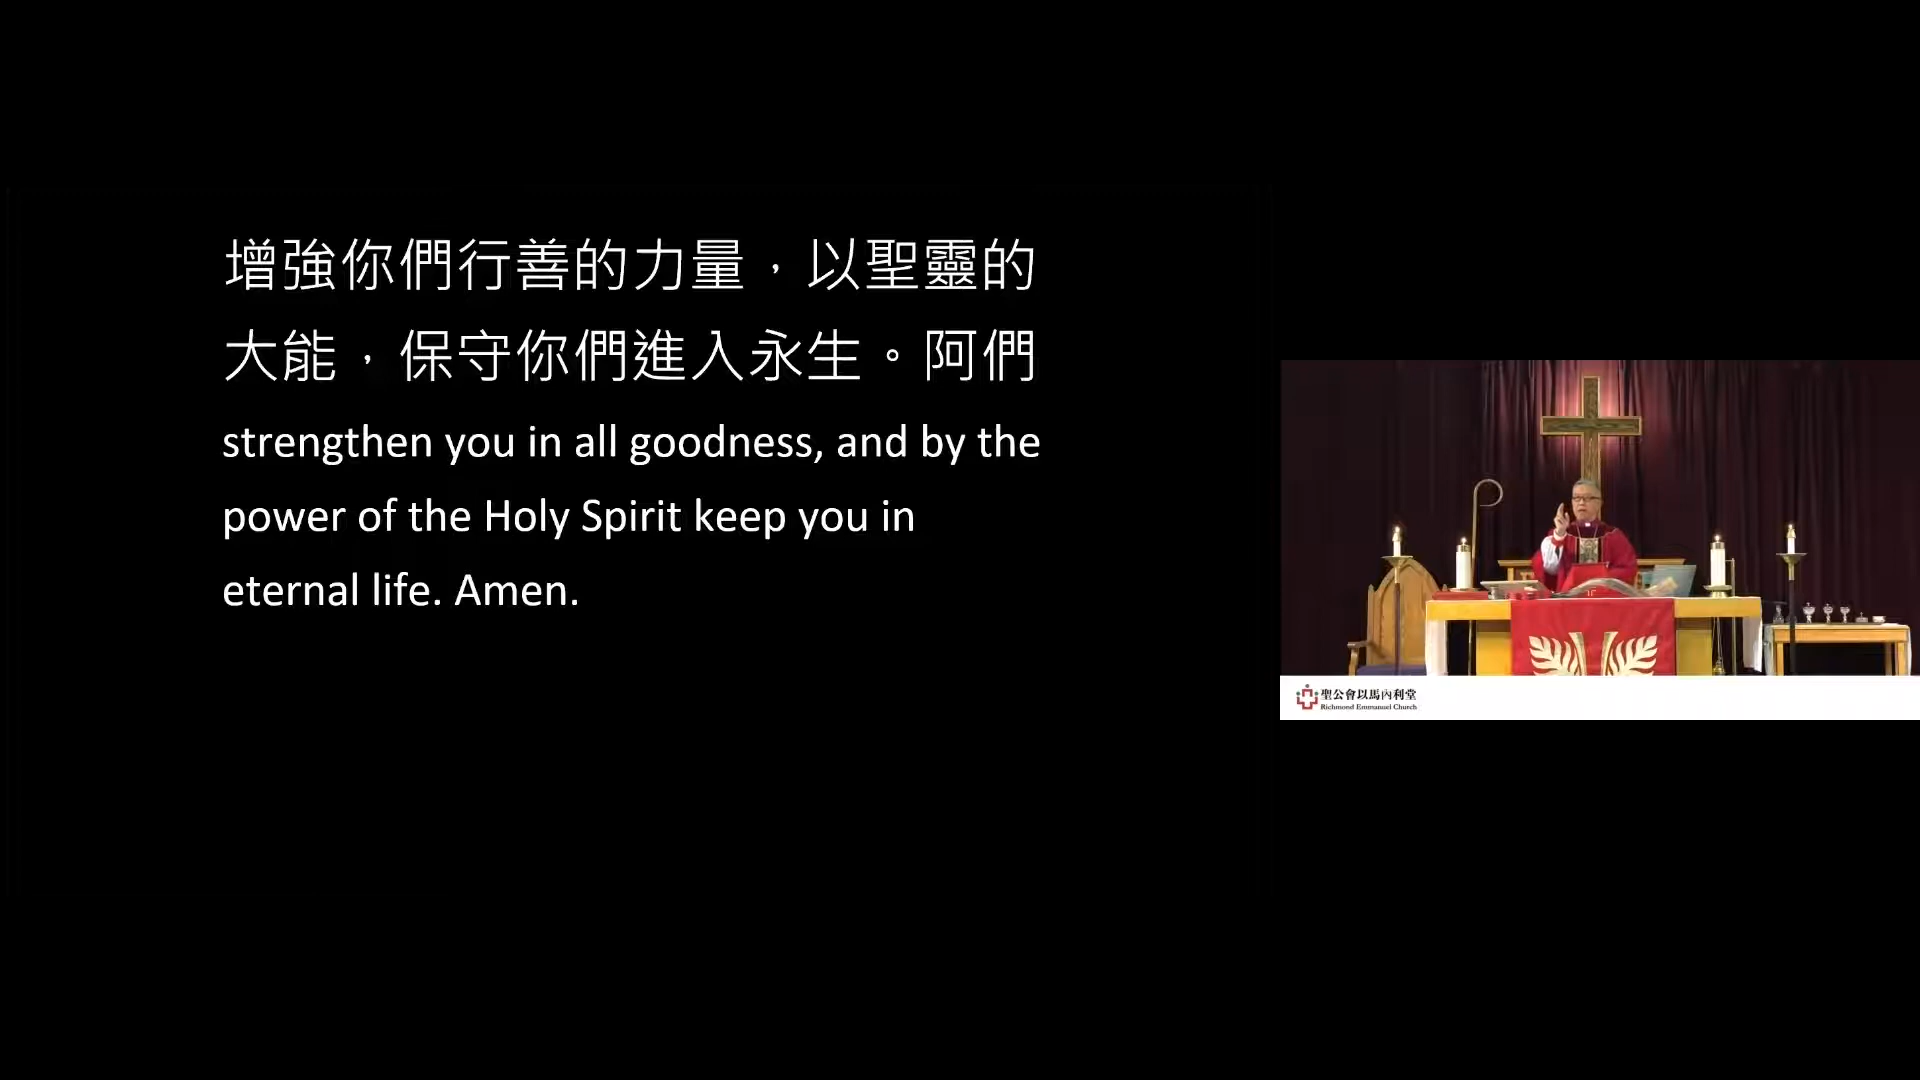 增強你們行善的力量，以聖靈的
大能，保守你們進入永生。阿們
strengthen you in all goodness, and by the
power of the Holy Spirit keep you in
eternal life. Amen.
聖公會以馬內利堂
Richmond Emmanuel Church